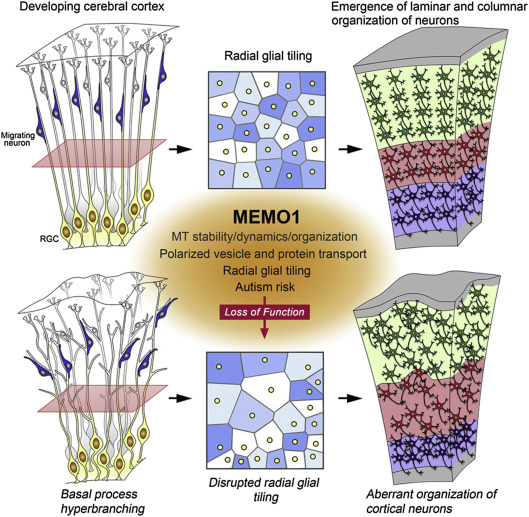 Developing cerebral cortex
Emergence of laminar and columnar
organization of neurons
Radial glial tiling
Migrating
neuron
RGC
MEMO1
MT stability/dynamics/organization
Polarized vesicle and protein transport
Radial glial tiling
Autism risk
Loss of Function
Basal process
hyperbranching
Disrupted radial glial
tiling
Aberrant organization of
cortical neurons